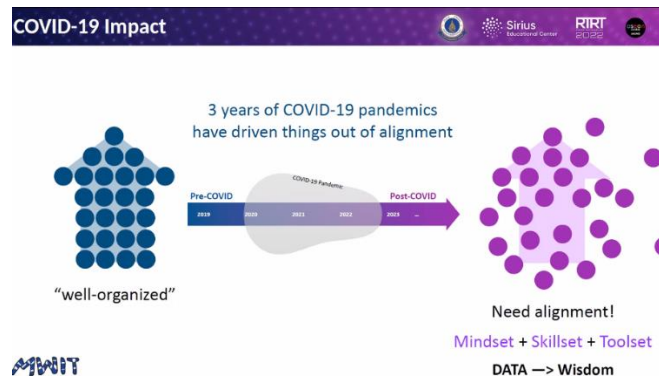 COVID-19 Impact
Sirius
Educational Center
RTRT
2022
3 years of COVID-19 pandemics
have driven things out of alignment
COVID-19 Pandemic
Pre-COVID
Post-COVID
2019 2020 2021 2022 2023 ...
“well-organized”
Need alignment!
Mindset + Skillset + Toolset
DATA —> Wisdom
MWIT